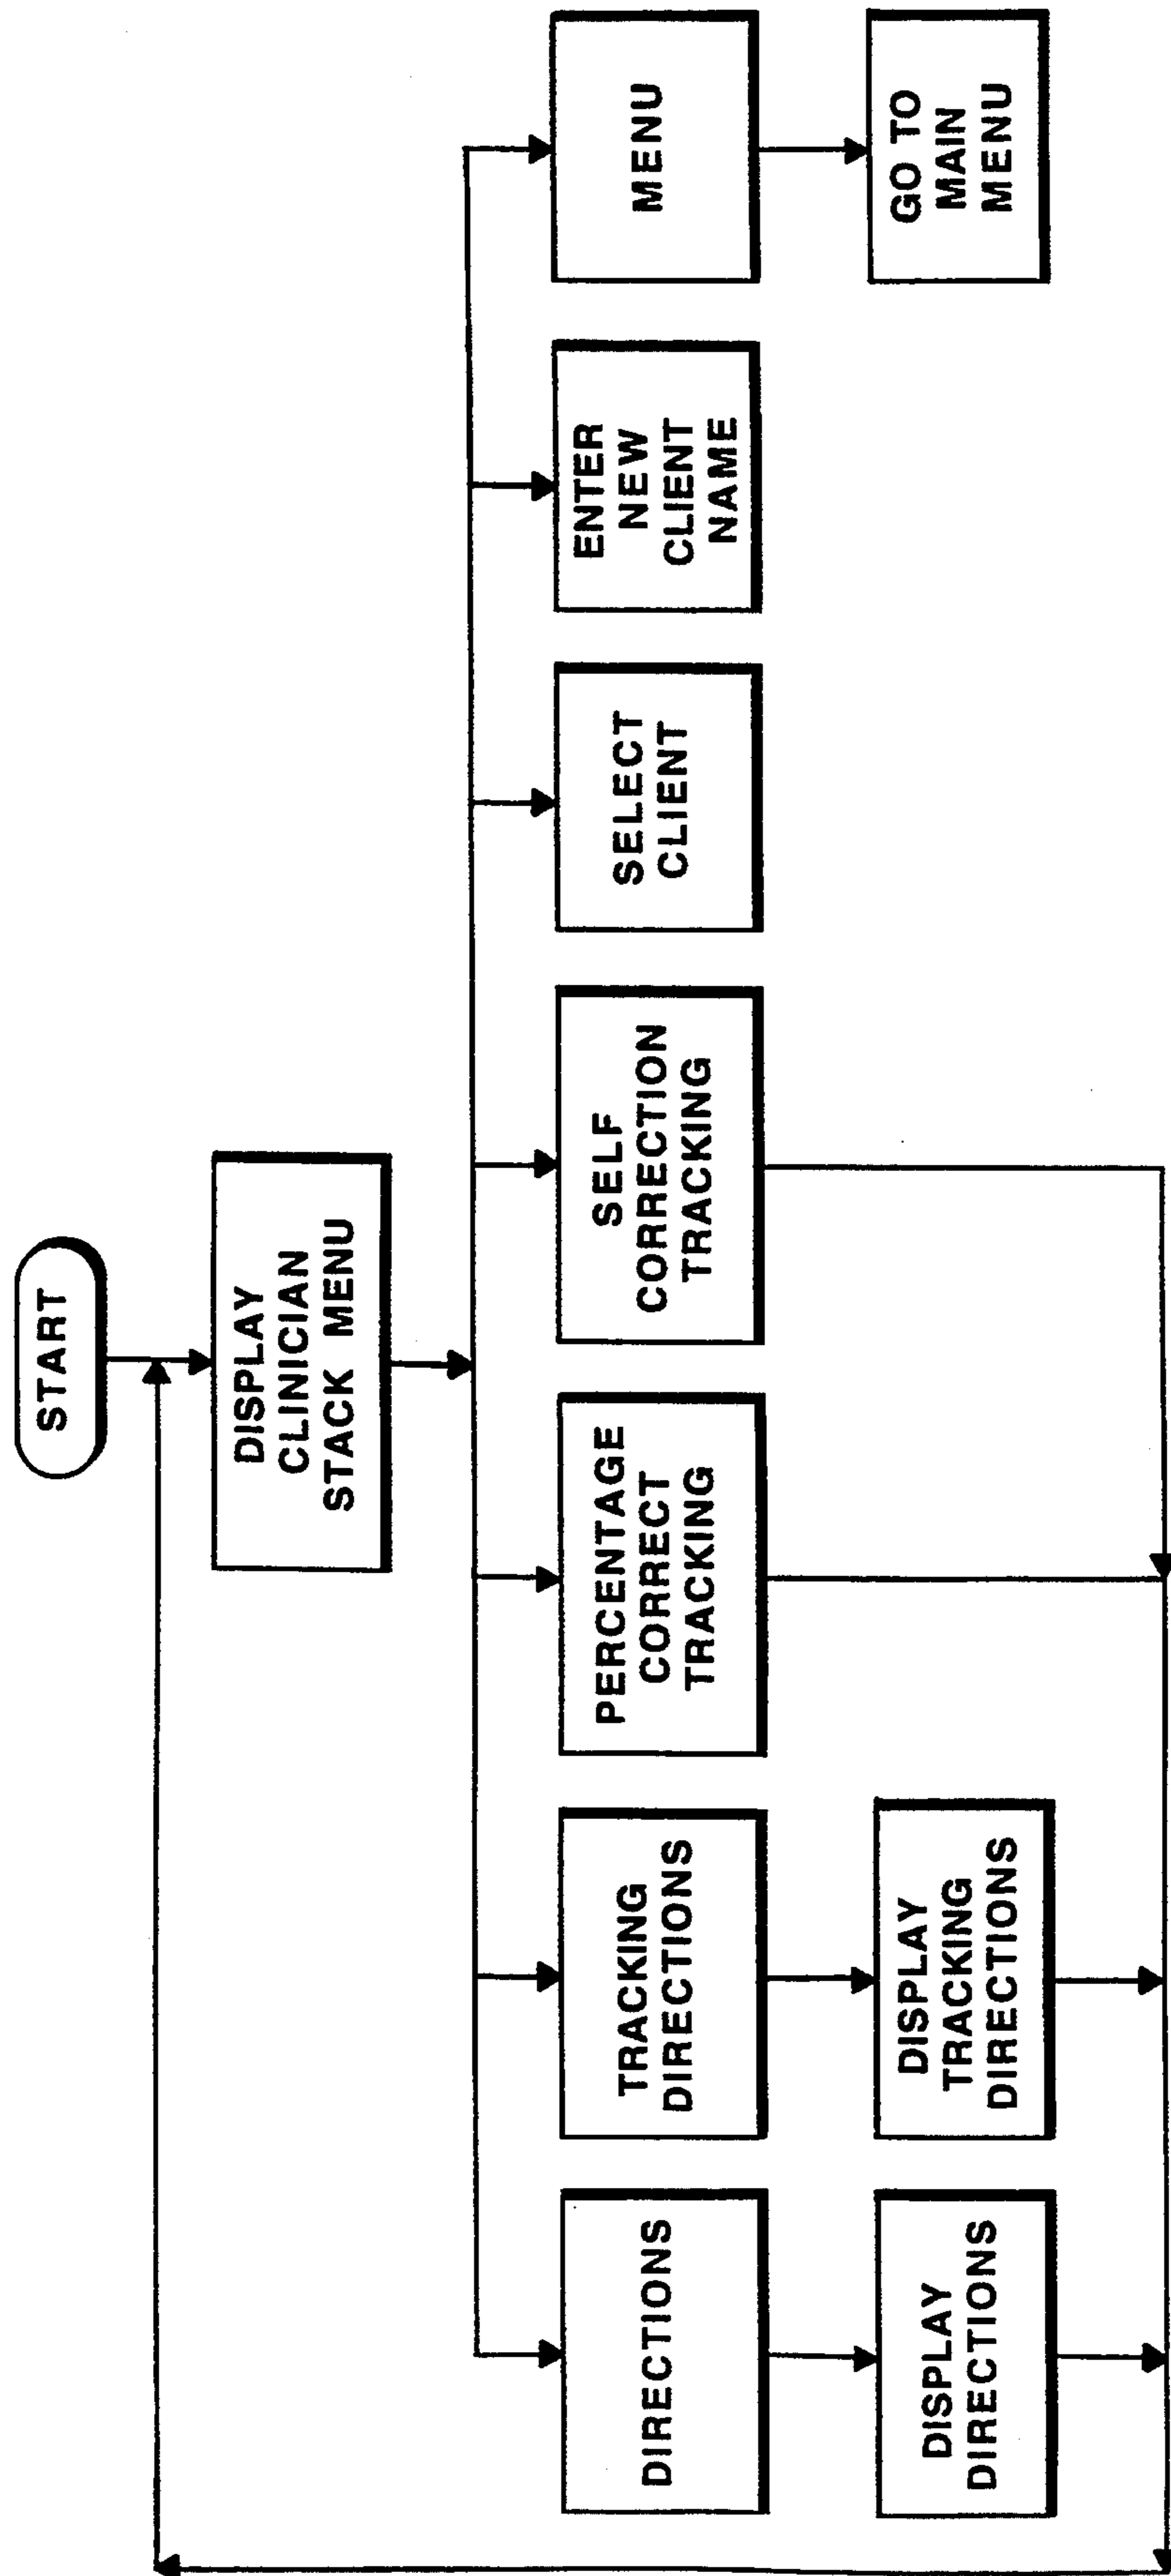 START
DISPLAY
CLINICIAN
STACK MENU
DIRECTIONS
TRACKING
DIRECTIONS
PERCENTAGE
CORRECT
TRACKING
SELF
CORRECTION
TRACKING
SELECT
CLIENT
ENTER
NEW
CLIENT
NAME
MENU
DISPLAY
DIRECTIONS
DISPLAY
TRACKING
DIRECTIONS
GO TO
MAIN
MENU